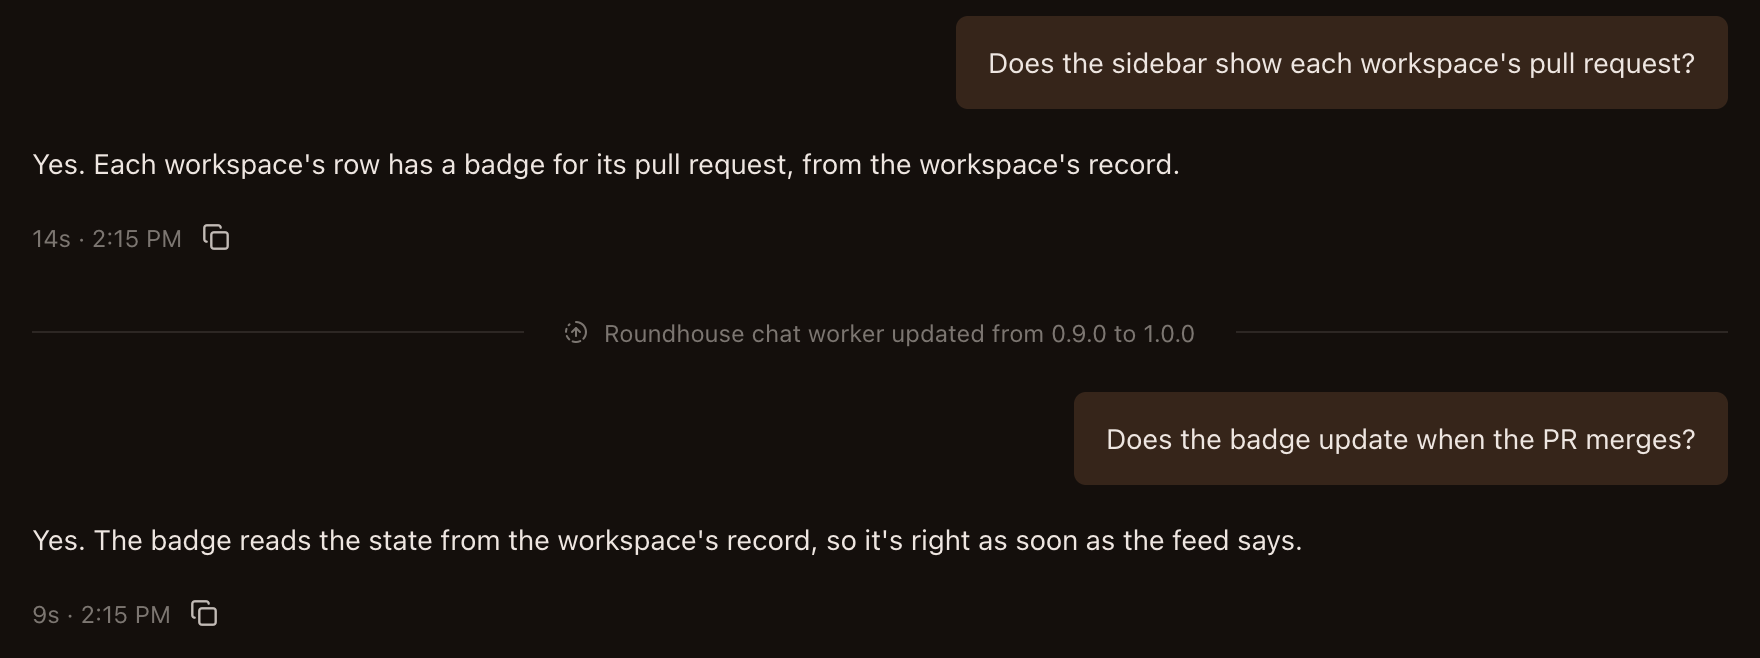 Does the sidebar show each workspace's pull request?
Yes. Each workspace's row has a badge for its pull request, from the workspace's record.
14s · 2:15 PM
Roundhouse chat worker updated from 0.9.0 to 1.0.0
Does the badge update when the PR merges?
Yes. The badge reads the state from the workspace's record, so it's right as soon as the feed says.
9s · 2:15 PM